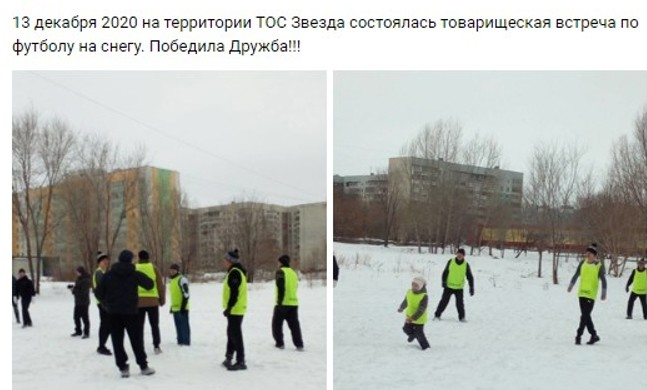 13 декабря 2020 на территории ТОС Звезда состоялась товарищеская встреча по
футболу на снегу. Победила Дружба!!!